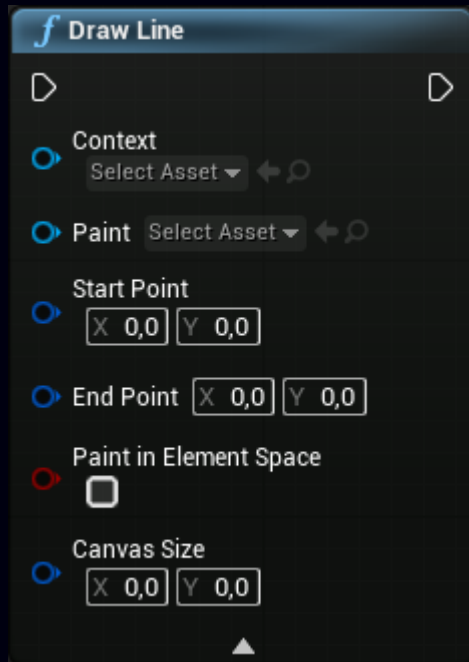 f Draw Line
Context
Select Asset
Paint Select Asset
Start Point
X 0,0 Y 0,0
End Point X 0,0 Y 0,0
Paint in Element Space
Canvas Size
X 0,0 Y 0,0